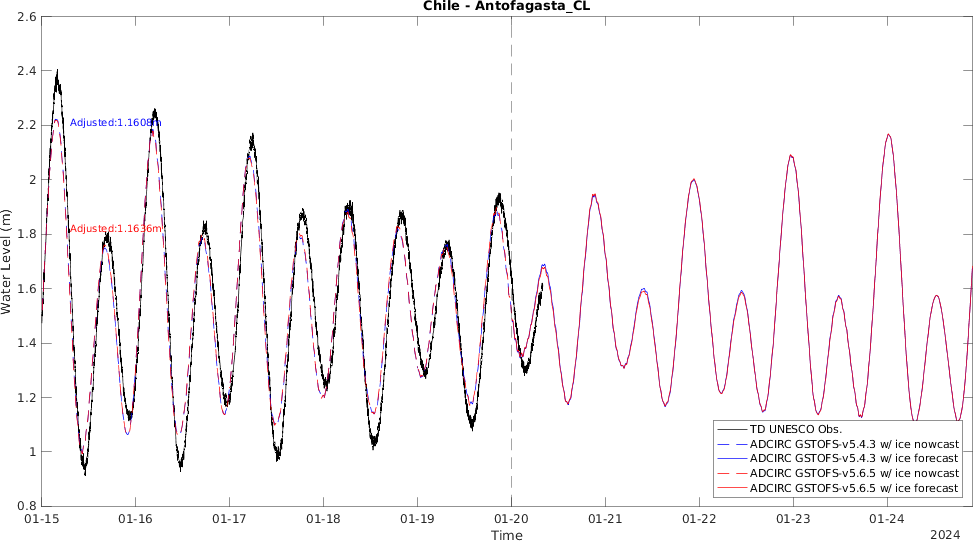 Chile - Antofagasta_CL
2.6
2.4
2.2
2
1.8
1.6
1.4
1.2
1
0.8
Water Level (m)
Adjusted:1.1608m
Adjusted:1.1636m
TD UNESCO Obs.
ADCIRC GSTOFS-v5.4.3 w/ ice nowcast
ADCIRC GSTOFS-v5.4.3 w/ ice forecast
ADCIRC GSTOFS-v5.6.5 w/ ice nowcast
ADCIRC GSTOFS-v5.6.5 w/ ice forecast
01-15 01-16 01-17 01-18 01-19 01-20 01-21 01-22 01-23 01-24
Time
2024